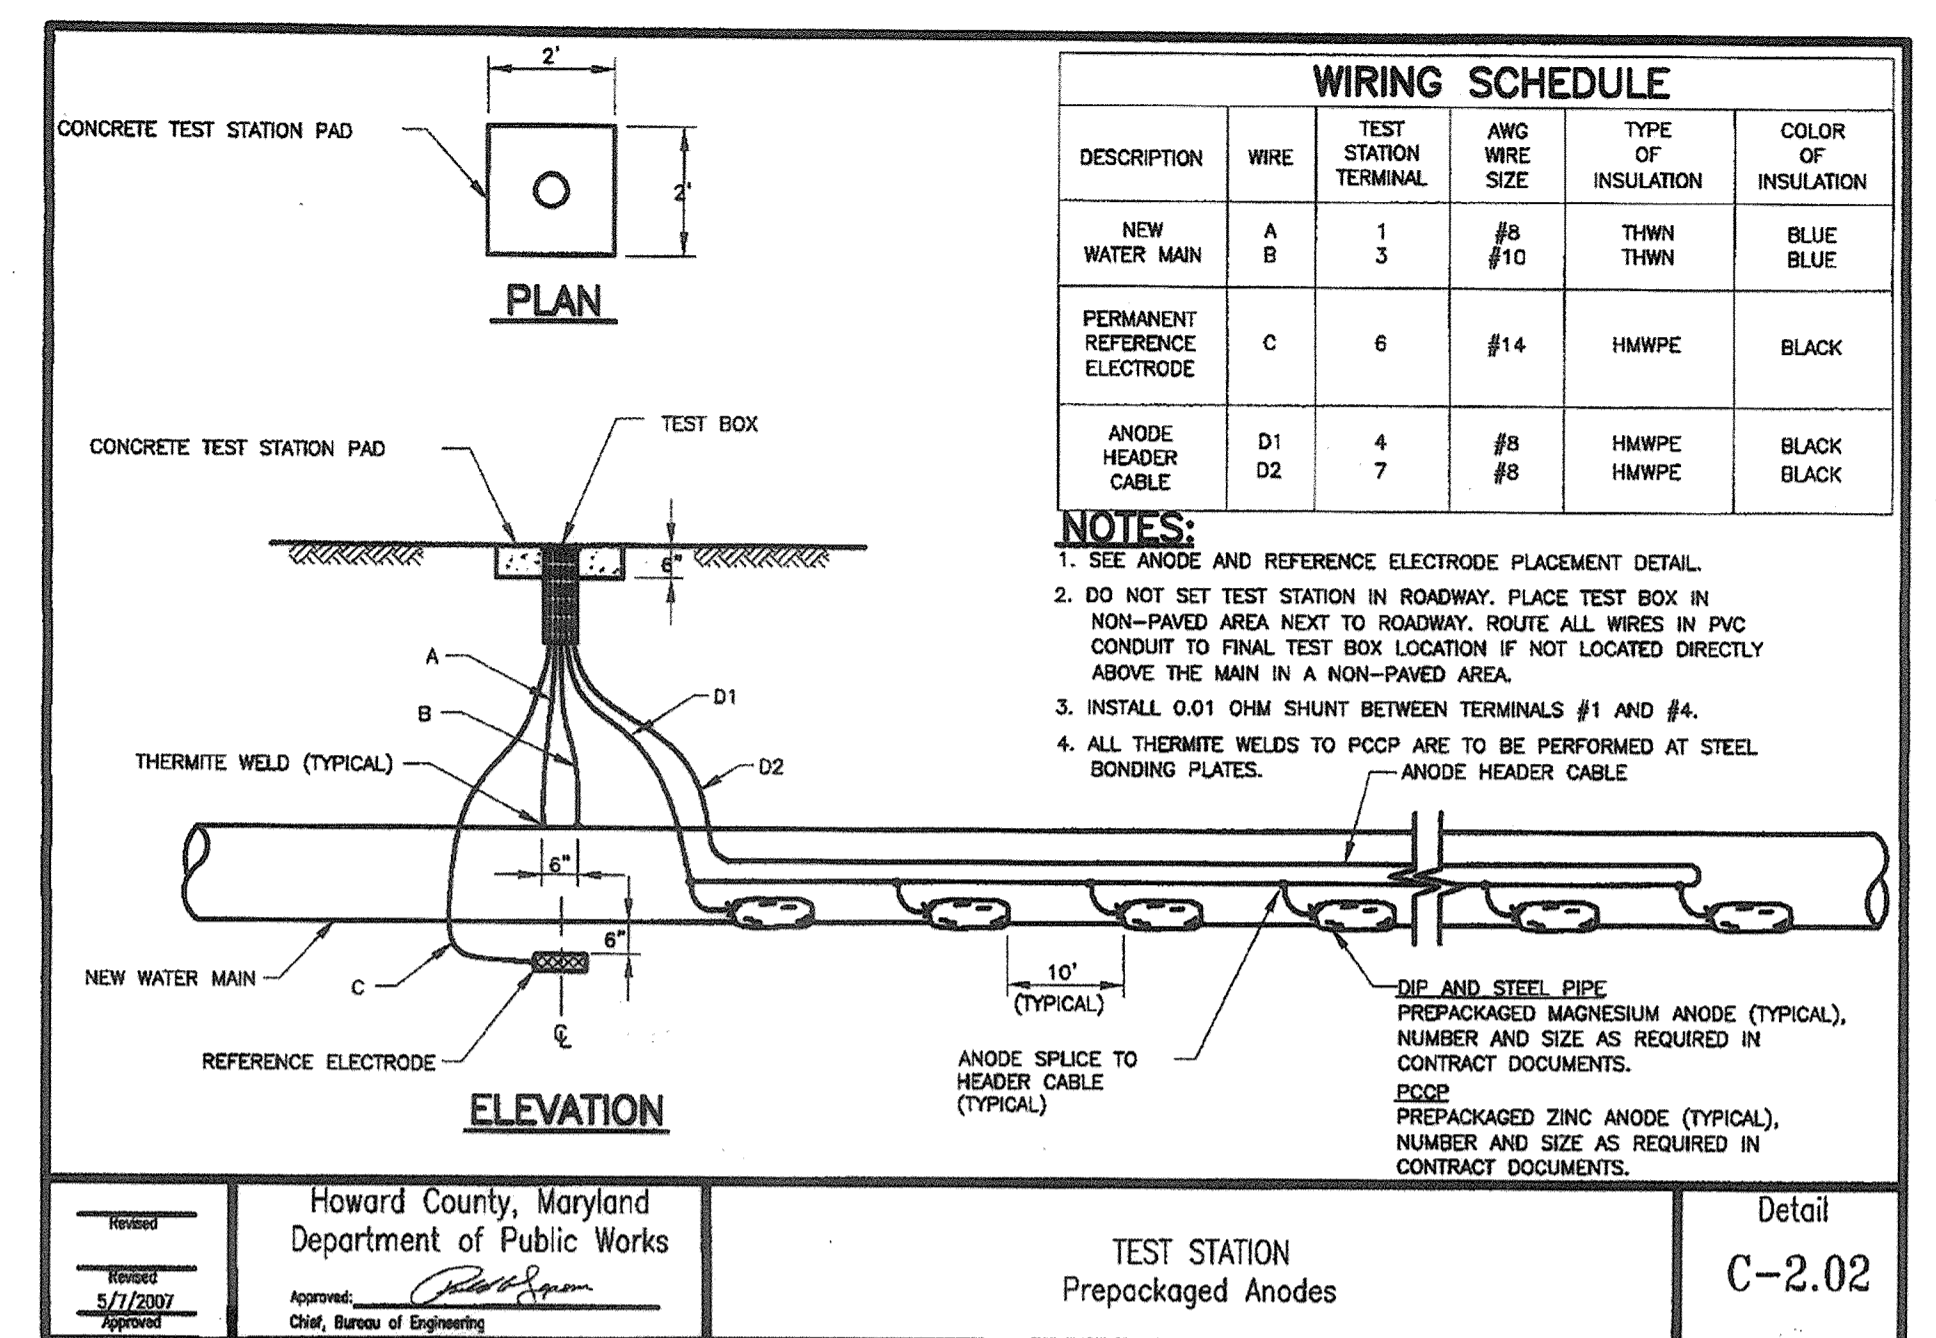 2'
CONCRETE TEST STATION PAD
2'
PLAN
WIRING SCHEDULE
DESCRIPTION
WIRE
TEST
STATION
TERMINAL
AWG
WIRE
SIZE
TYPE
OF
INSULATION
COLOR
OF
INSULATION
NEW
WATER MAIN
A 1 #8 THWN BLUE
B 3 #10 THWN BLUE
PERMANENT
REFERENCE
ELECTRODE
C 6 #14 HMWPE BLACK
ANODE
HEADER
CABLE
D1 4 #8 HMWPE BLACK
D2 7 #8 HMWPE BLACK
NOTES:
1. SEE ANODE AND REFERENCE ELECTRODE PLACEMENT DETAIL.
2. DO NOT SET TEST STATION IN ROADWAY. PLACE TEST BOX IN
NON-PAVED AREA NEXT TO ROADWAY. ROUTE ALL WIRES IN PVC
CONDUIT TO FINAL TEST BOX LOCATION IF NOT LOCATED DIRECTLY
ABOVE THE MAIN IN A NON-PAVED AREA.
3. INSTALL 0.01 OHM SHUNT BETWEEN TERMINALS #1 AND #4.
4. ALL THERMITE WELDS TO PCCP ARE TO BE PERFORMED AT STEEL
BONDING PLATES.
TEST BOX
CONCRETE TEST STATION PAD
6"
A
B
D1
D2
THERMITE WELD (TYPICAL)
ANODE HEADER CABLE
6"
6"
NEW WATER MAIN
C
10'
(TYPICAL)
℄
REFERENCE ELECTRODE
ANODE SPLICE TO
HEADER CABLE
(TYPICAL)
DIP AND STEEL PIPE
PREPACKAGED MAGNESIUM ANODE (TYPICAL),
NUMBER AND SIZE AS REQUIRED IN
CONTRACT DOCUMENTS.
PCCP
PREPACKAGED ZINC ANODE (TYPICAL),
NUMBER AND SIZE AS REQUIRED IN
CONTRACT DOCUMENTS.
ELEVATION
Revised
Revised
5/7/2007
Approved
Howard County, Maryland
Department of Public Works
Approved:
Chief, Bureau of Engineering
TEST STATION
Prepackaged Anodes
Detail
C-2.02